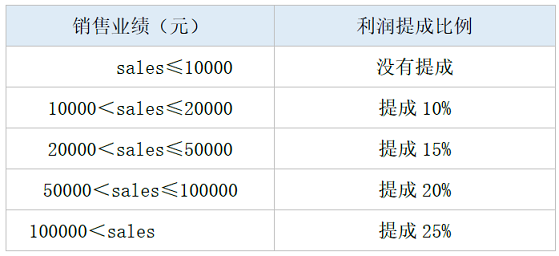 销售业绩（元） 利润提成比例
sales≤10000 没有提成
10000＜sales≤20000 提成 10%
20000＜sales≤50000 提成 15%
50000＜sales≤100000 提成 20%
100000＜sales 提成 25%